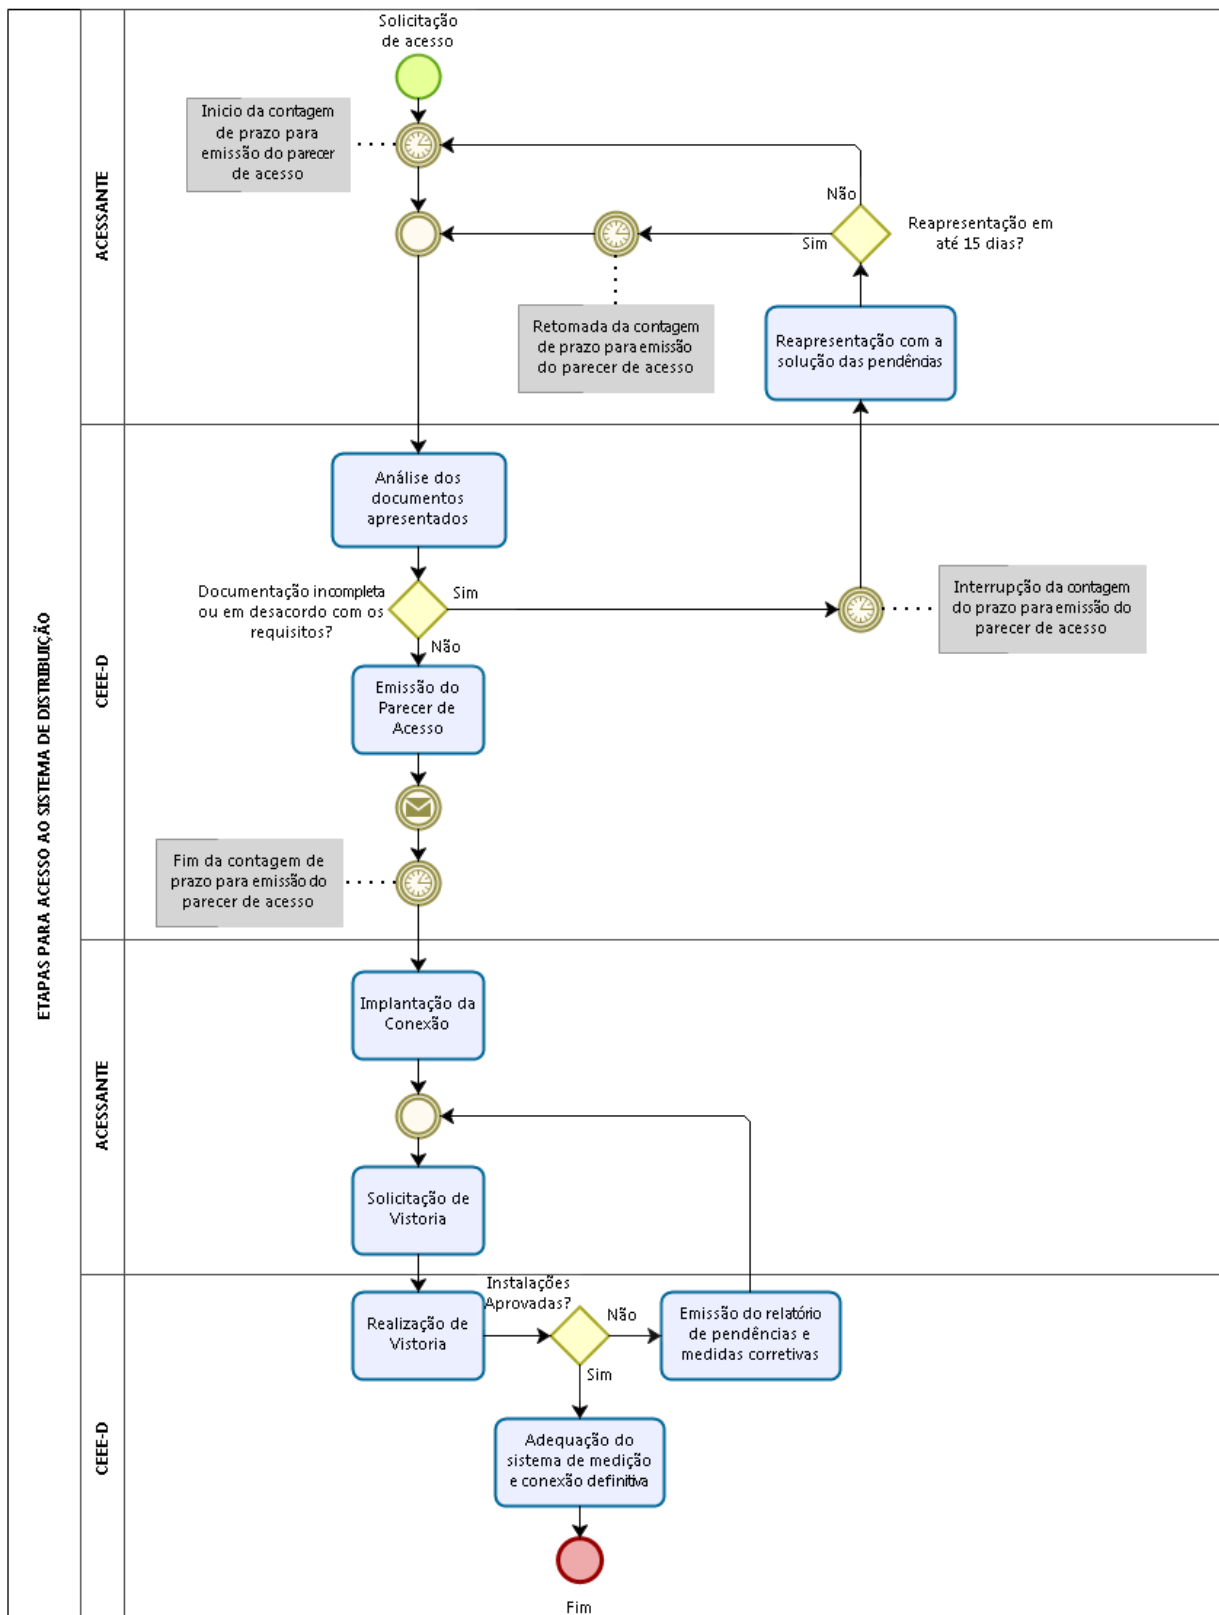 ETAPAS PARA ACESSO AO SISTEMA DE DISTRIBUIÇÃO
ACESSANTE
Solicitação
de acesso
Inicio da contagem
de prazo para
emissão do parecer
de acesso
Não
Sim
Reapresentação em
até 15 dias?
Retomada da contagem
de prazo para emissão
do parecer de acesso
Reapresentação com a
solução das pendências
CEEE-D
Análise dos
documentos
apresentados
Documentação incompleta
ou em desacordo com os
requisitos?
Sim
Não
Interrupção da contagem
do prazo para emissão do
parecer de acesso
Emissão do
Parecer de
Acesso
Fim da contagem de
prazo para emissão do
parecer de acesso
ACESSANTE
Implantação da
Conexão
Solicitação de
Vistoria
CEEE-D
Realização de
Vistoria
Instalações
Aprovadas?
Não
Sim
Emissão do relatório
de pendências e
medidas corretivas
Adequação do
sistema de medição
e conexão definitiva
Fim